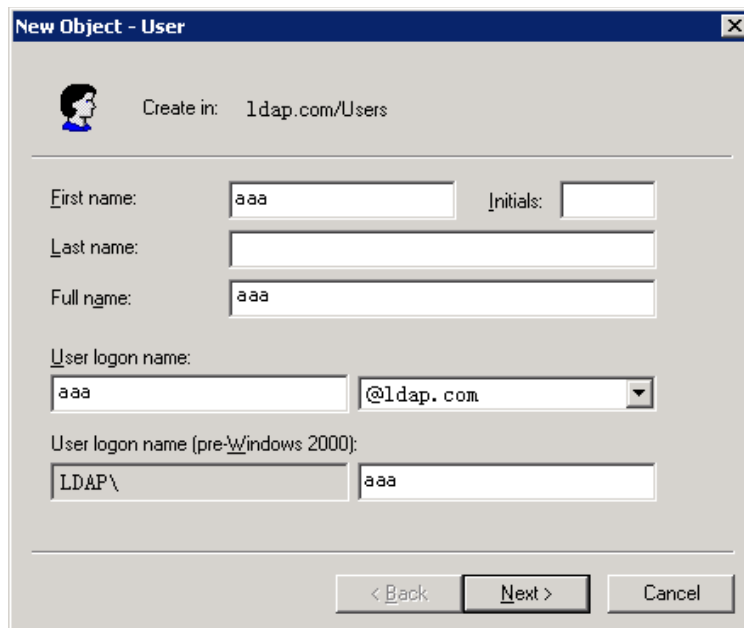 New Object - User
Create in: ldap.com/Users
First name: aaa Initials:
Last name:
Full name: aaa
User logon name:
aaa @ldap.com
User logon name (pre-Windows 2000):
LDAP\ aaa
< Back Next > Cancel